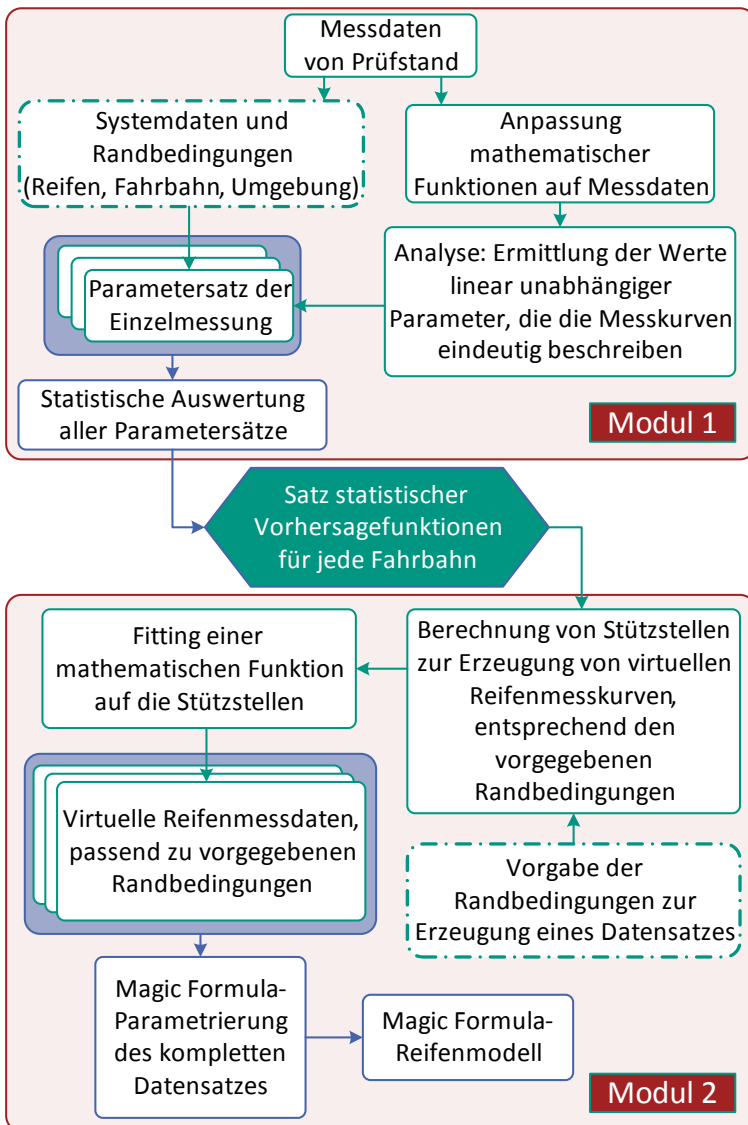 Messdaten
von Prüfstand
Systemdaten und
Randbedingungen
(Reifen, Fahrbahn, Umgebung)
Anpassung
mathematischer
Funktionen auf Messdaten
Parametersatz der
Einzelmessung
Analyse: Ermittlung der Werte
linear unabhängiger
Parameter, die die Messkurven
eindeutig beschreiben
Statistische Auswertung
aller Parametersätze
Modul 1
Satz statistischer
Vorhersagefunktionen
für jede Fahrbahn
Berechnung von Stützstellen
zur Erzeugung von virtuellen
Reifenmesskurven,
entsprechend den
vorgegebenen
Randbedingungen
Fitting einer
mathematischen Funktion
auf die Stützstellen
Virtuelle Reifenmessdaten,
passend zu vorgegebenen
Randbedingungen
Vorgabe der
Randbedingungen zur
Erzeugung eines Datensatzes
Magic Formula-
Parametrierung
des kompletten
Datensatzes
Magic Formula-
Reifenmodell
Modul 2